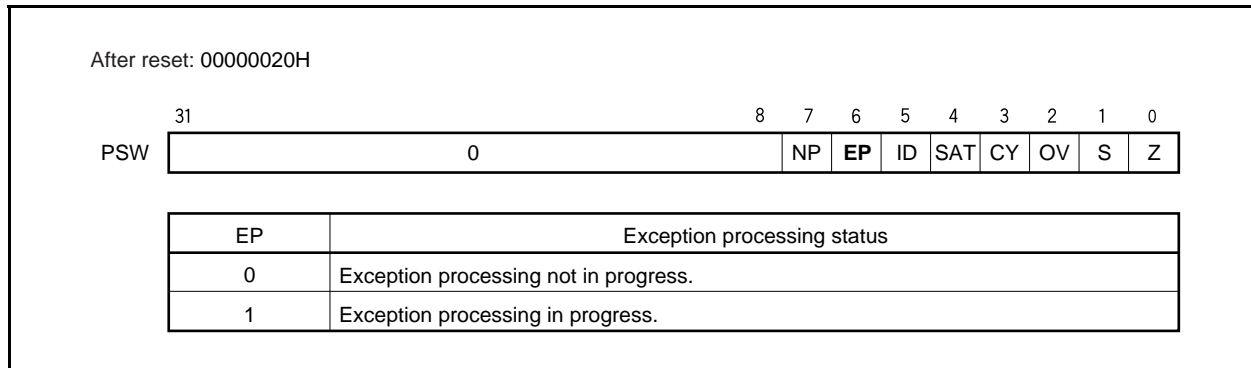 After reset: 00000020H
31 8 7 6 5 4 3 2 1 0
PSW 0 NP EP ID SAT CY OV S Z
EP Exception processing status
0 Exception processing not in progress.
1 Exception processing in progress.